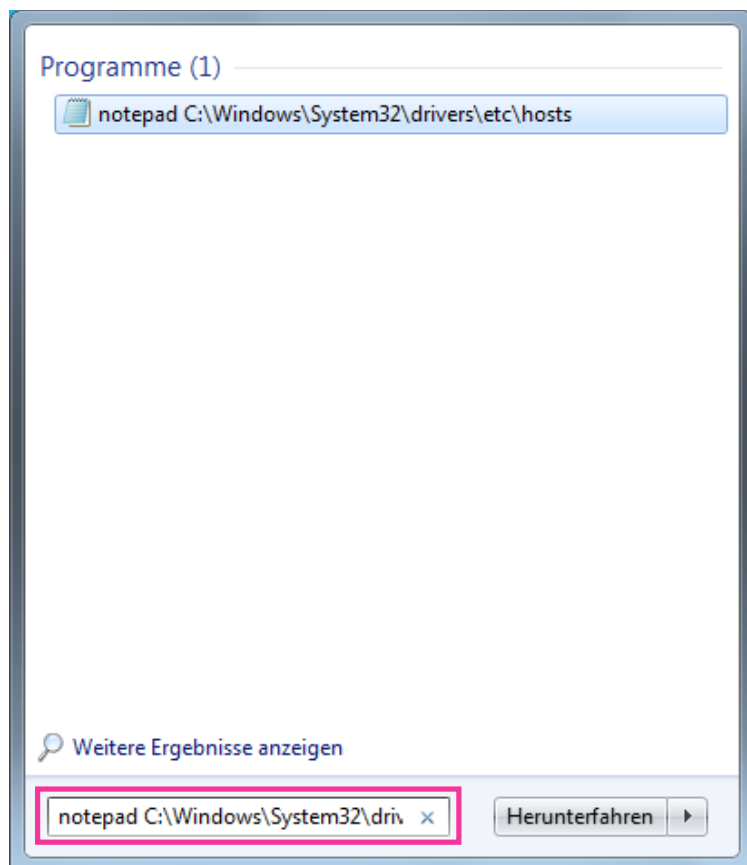 Programme (1)
notepad C:\Windows\System32\drivers\etc\hosts
Weitere Ergebnisse anzeigen
notepad C:\Windows\System32\driv
Herunterfahren